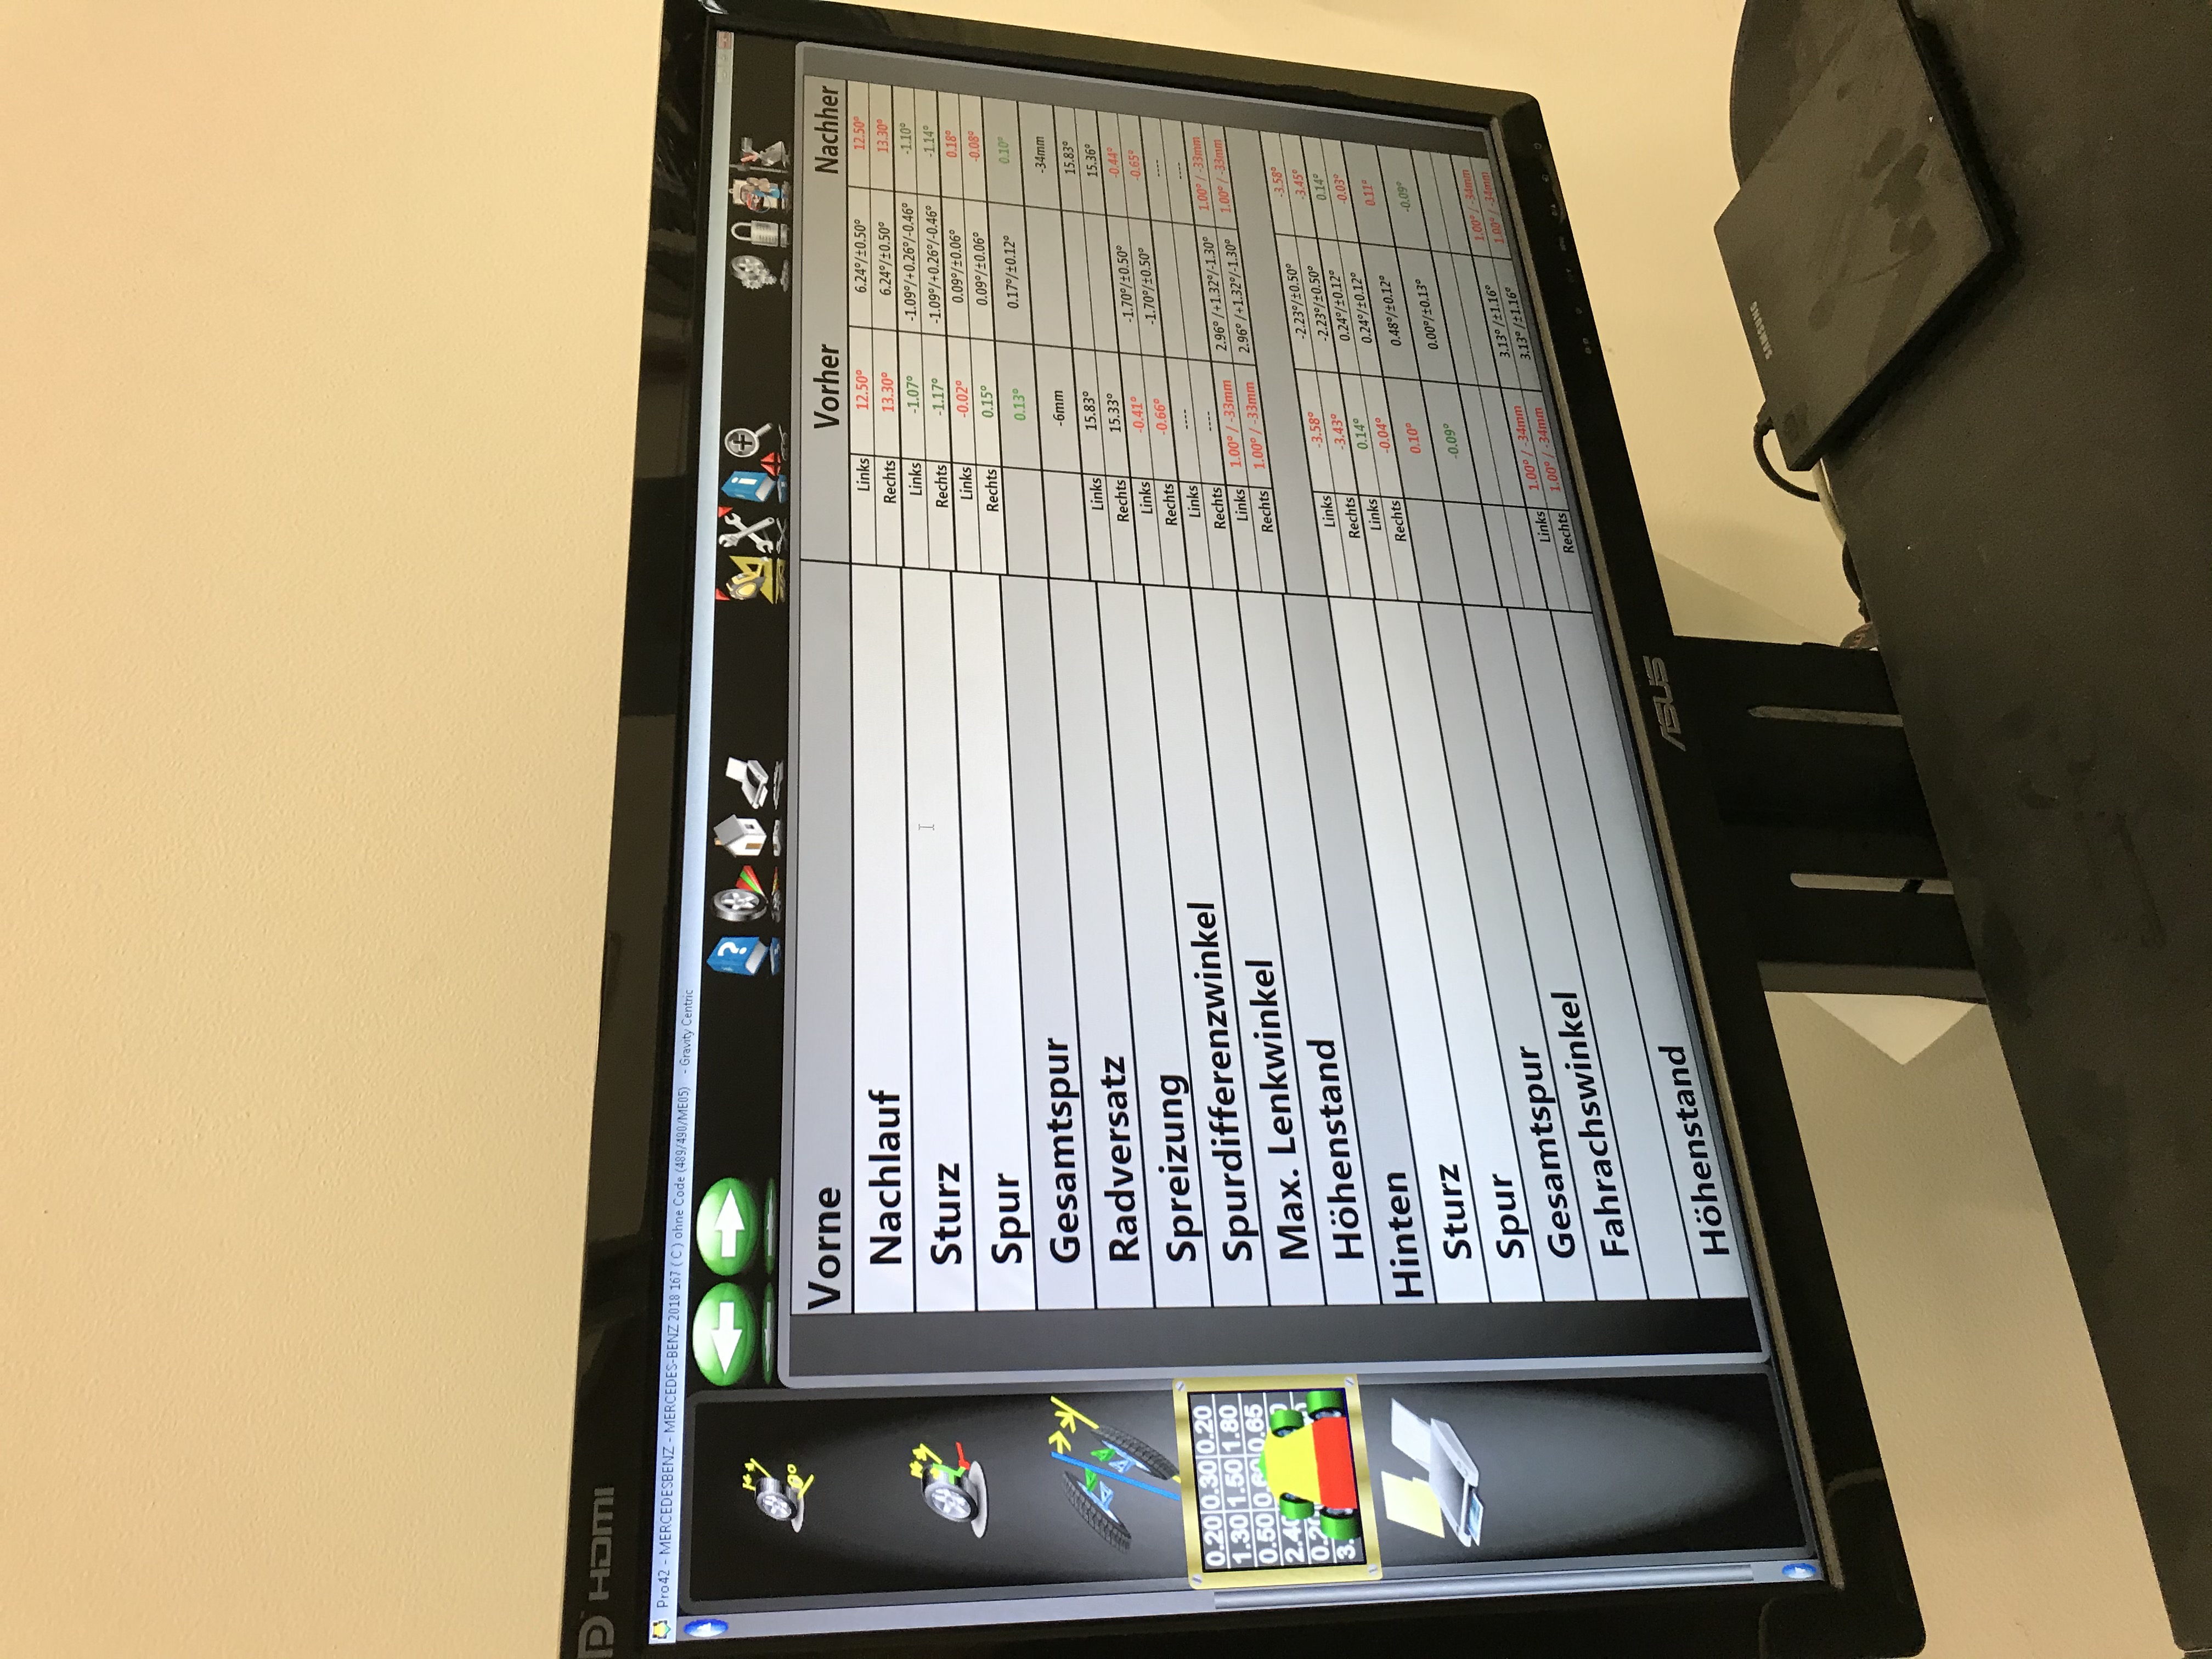 HDMI
Pro42 - MERCEDESBENZ - MERCEDES-BENZ 2018 167 ( C ) ohne Code (489/490/ME05) - Gravity Centric
Vorne Vorher Nachher
Nachlauf Links 12.50° 6.24°/±0.50° 12.50°
Rechts 13.30° 6.24°/±0.50° 13.30°
Sturz Links -1.07° -1.09°/+0.26°/-0.46° -1.10°
Rechts -1.17° -1.09°/+0.26°/-0.46° -1.14°
Spur Links -0.02° 0.09°/±0.06° 0.18°
Rechts 0.15° 0.09°/±0.06° -0.08°
Gesamtspur 0.13° 0.17°/±0.12° 0.10°
Radversatz -6mm -34mm
Spreizung Links 15.83° 15.83°
Rechts 15.33° 15.36°
Spurdifferenzwinkel Links -0.41° -1.70°/±0.50° -0.44°
Rechts -0.66° -1.70°/±0.50° -0.65°
Max. Lenkwinkel Links ---- ----
Rechts ---- ----
Höhenstand Links 1.00° / -33mm 2.96° /+1.32°/-1.30° 1.00° / -33mm
Rechts 1.00° / -33mm 2.96° /+1.32°/-1.30° 1.00° / -33mm
Hinten
Sturz Links -3.58° -2.23°/±0.50° -3.58°
Rechts -3.43° -2.23°/±0.50° -3.45°
Spur Links 0.14° 0.24°/±0.12° 0.14°
Rechts -0.04° 0.24°/±0.12° -0.03°
Gesamtspur 0.10° 0.48°/±0.12° 0.11°
Fahrachswinkel -0.09° 0.00°/±0.13° -0.09°
Höhenstand Links 1.00° / -34mm 3.13° /±1.16° 1.00° / -34mm
Rechts 1.00° / -34mm 3.13° /±1.16° 1.00° / -34mm
0.20 0.30 0.20
1.30 1.50 1.80
0.50 0.60 0.65
ASUS
SAMSUNG